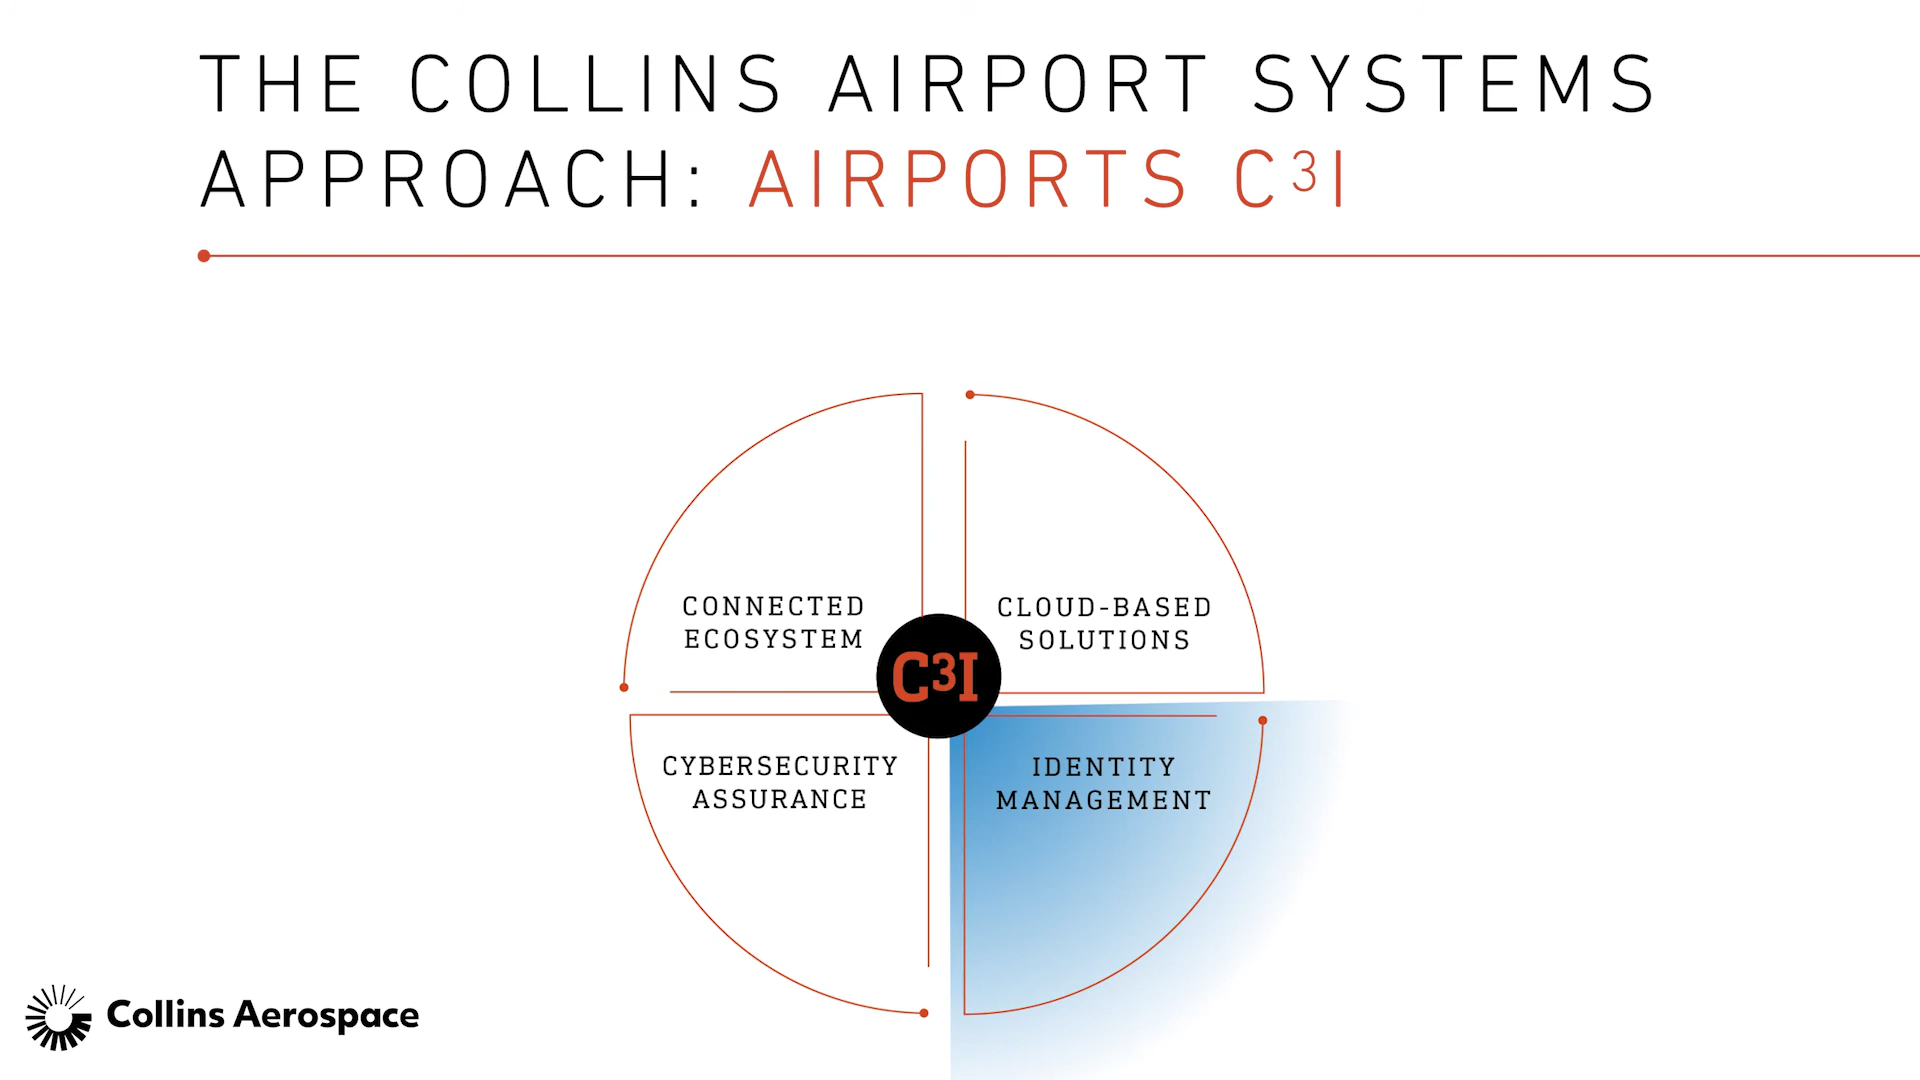 THE COLLINS AIRPORT SYSTEMS
APPROACH: AIRPORTS C³I
CONNECTED
ECOSYSTEM
CLOUD-BASED
SOLUTIONS
C³I
CYBERSECURITY
ASSURANCE
IDENTITY
MANAGEMENT
Collins Aerospace